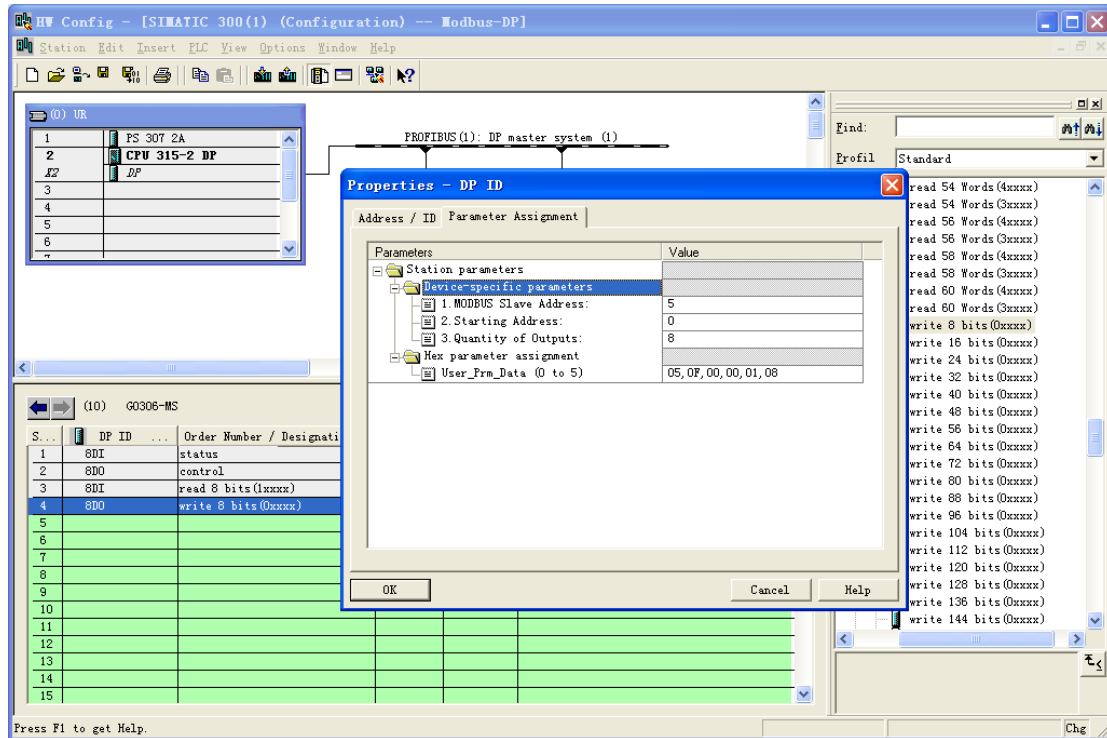 HW Config - [SIMATIC 300(1) (Configuration) -- Modbus-DP]
Station Edit Insert PLC View Options Window Help
(0) UR
1 PS 307 2A
2 CPU 315-2 DP
X2 DP
3
4
5
6
7
PROFIBUS(1): DP master system (1)
Properties - DP ID
Address / ID Parameter Assignment
Parameters Value
Station parameters
Device-specific parameters
1.MODBUS Slave Address: 5
2.Starting Address: 0
3.Quantity of Outputs: 8
Hex parameter assignment
User_Prm_Data (0 to 5) 05,0F,00,00,01,08
OK Cancel Help
(10) G0306-MS
S... DP ID ... Order Number / Designati
1 8DI status
2 8DO control
3 8DI read 8 bits(1xxxx)
4 8DO write 8 bits(0xxxx)
5
6
7
8
9
10
11
12
13
14
15
Find:
Profil Standard
read 54 Words(4xxxx)
read 54 Words(3xxxx)
read 56 Words(4xxxx)
read 56 Words(3xxxx)
read 58 Words(4xxxx)
read 58 Words(3xxxx)
read 60 Words(4xxxx)
read 60 Words(3xxxx)
write 8 bits(0xxxx)
write 16 bits(0xxxx)
write 24 bits(0xxxx)
write 32 bits(0xxxx)
write 40 bits(0xxxx)
write 48 bits(0xxxx)
write 56 bits(0xxxx)
write 64 bits(0xxxx)
write 72 bits(0xxxx)
write 80 bits(0xxxx)
write 88 bits(0xxxx)
write 96 bits(0xxxx)
write 104 bits(0xxxx)
write 112 bits(0xxxx)
write 120 bits(0xxxx)
write 128 bits(0xxxx)
write 136 bits(0xxxx)
write 144 bits(0xxxx)
Press F1 to get Help.
Chg